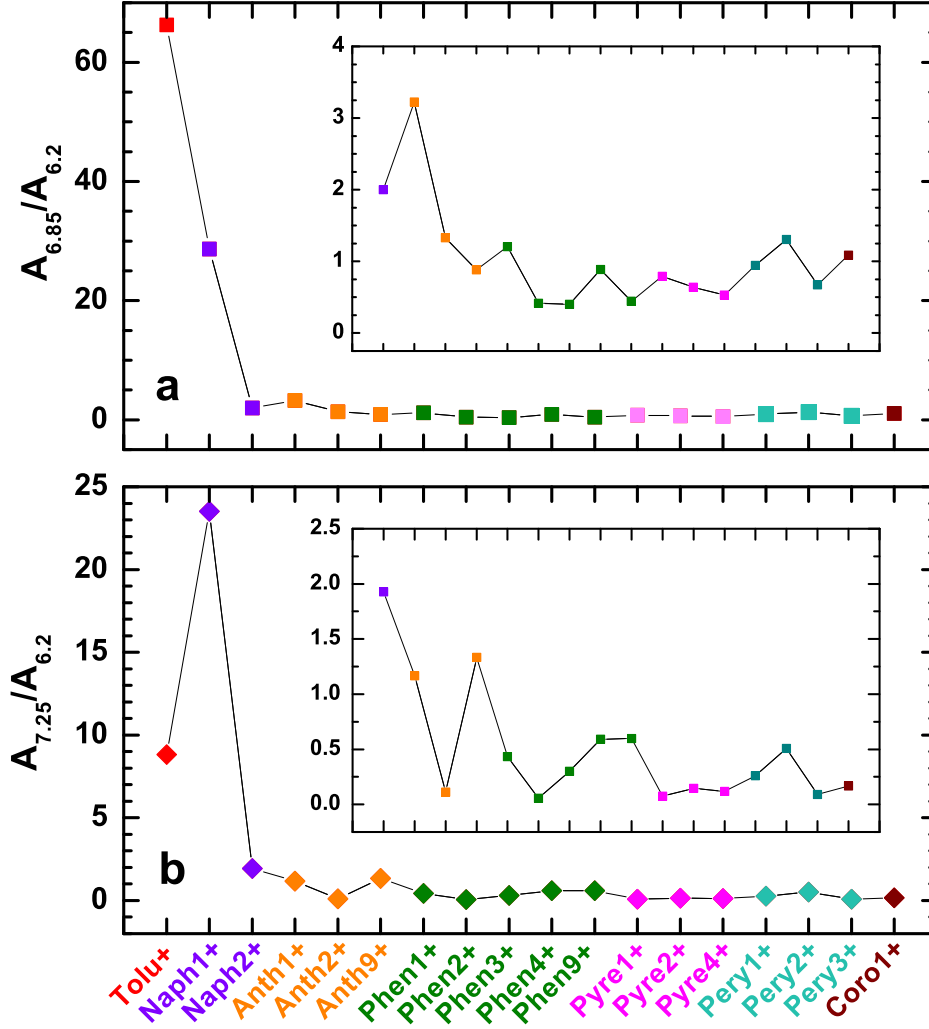 60
40
20
0
A6.85/A6.2
a
4
3
2
1
0
25
20
15
10
5
0
A7.25/A6.2
b
2.5
2.0
1.5
1.0
0.5
0.0
Tolu+
Naph1+
Naph2+
Anth1+
Anth2+
Anth9+
Phen1+
Phen2+
Phen3+
Phen4+
Phen9+
Pyre1+
Pyre2+
Pyre4+
Pery1+
Pery2+
Pery3+
Coro1+